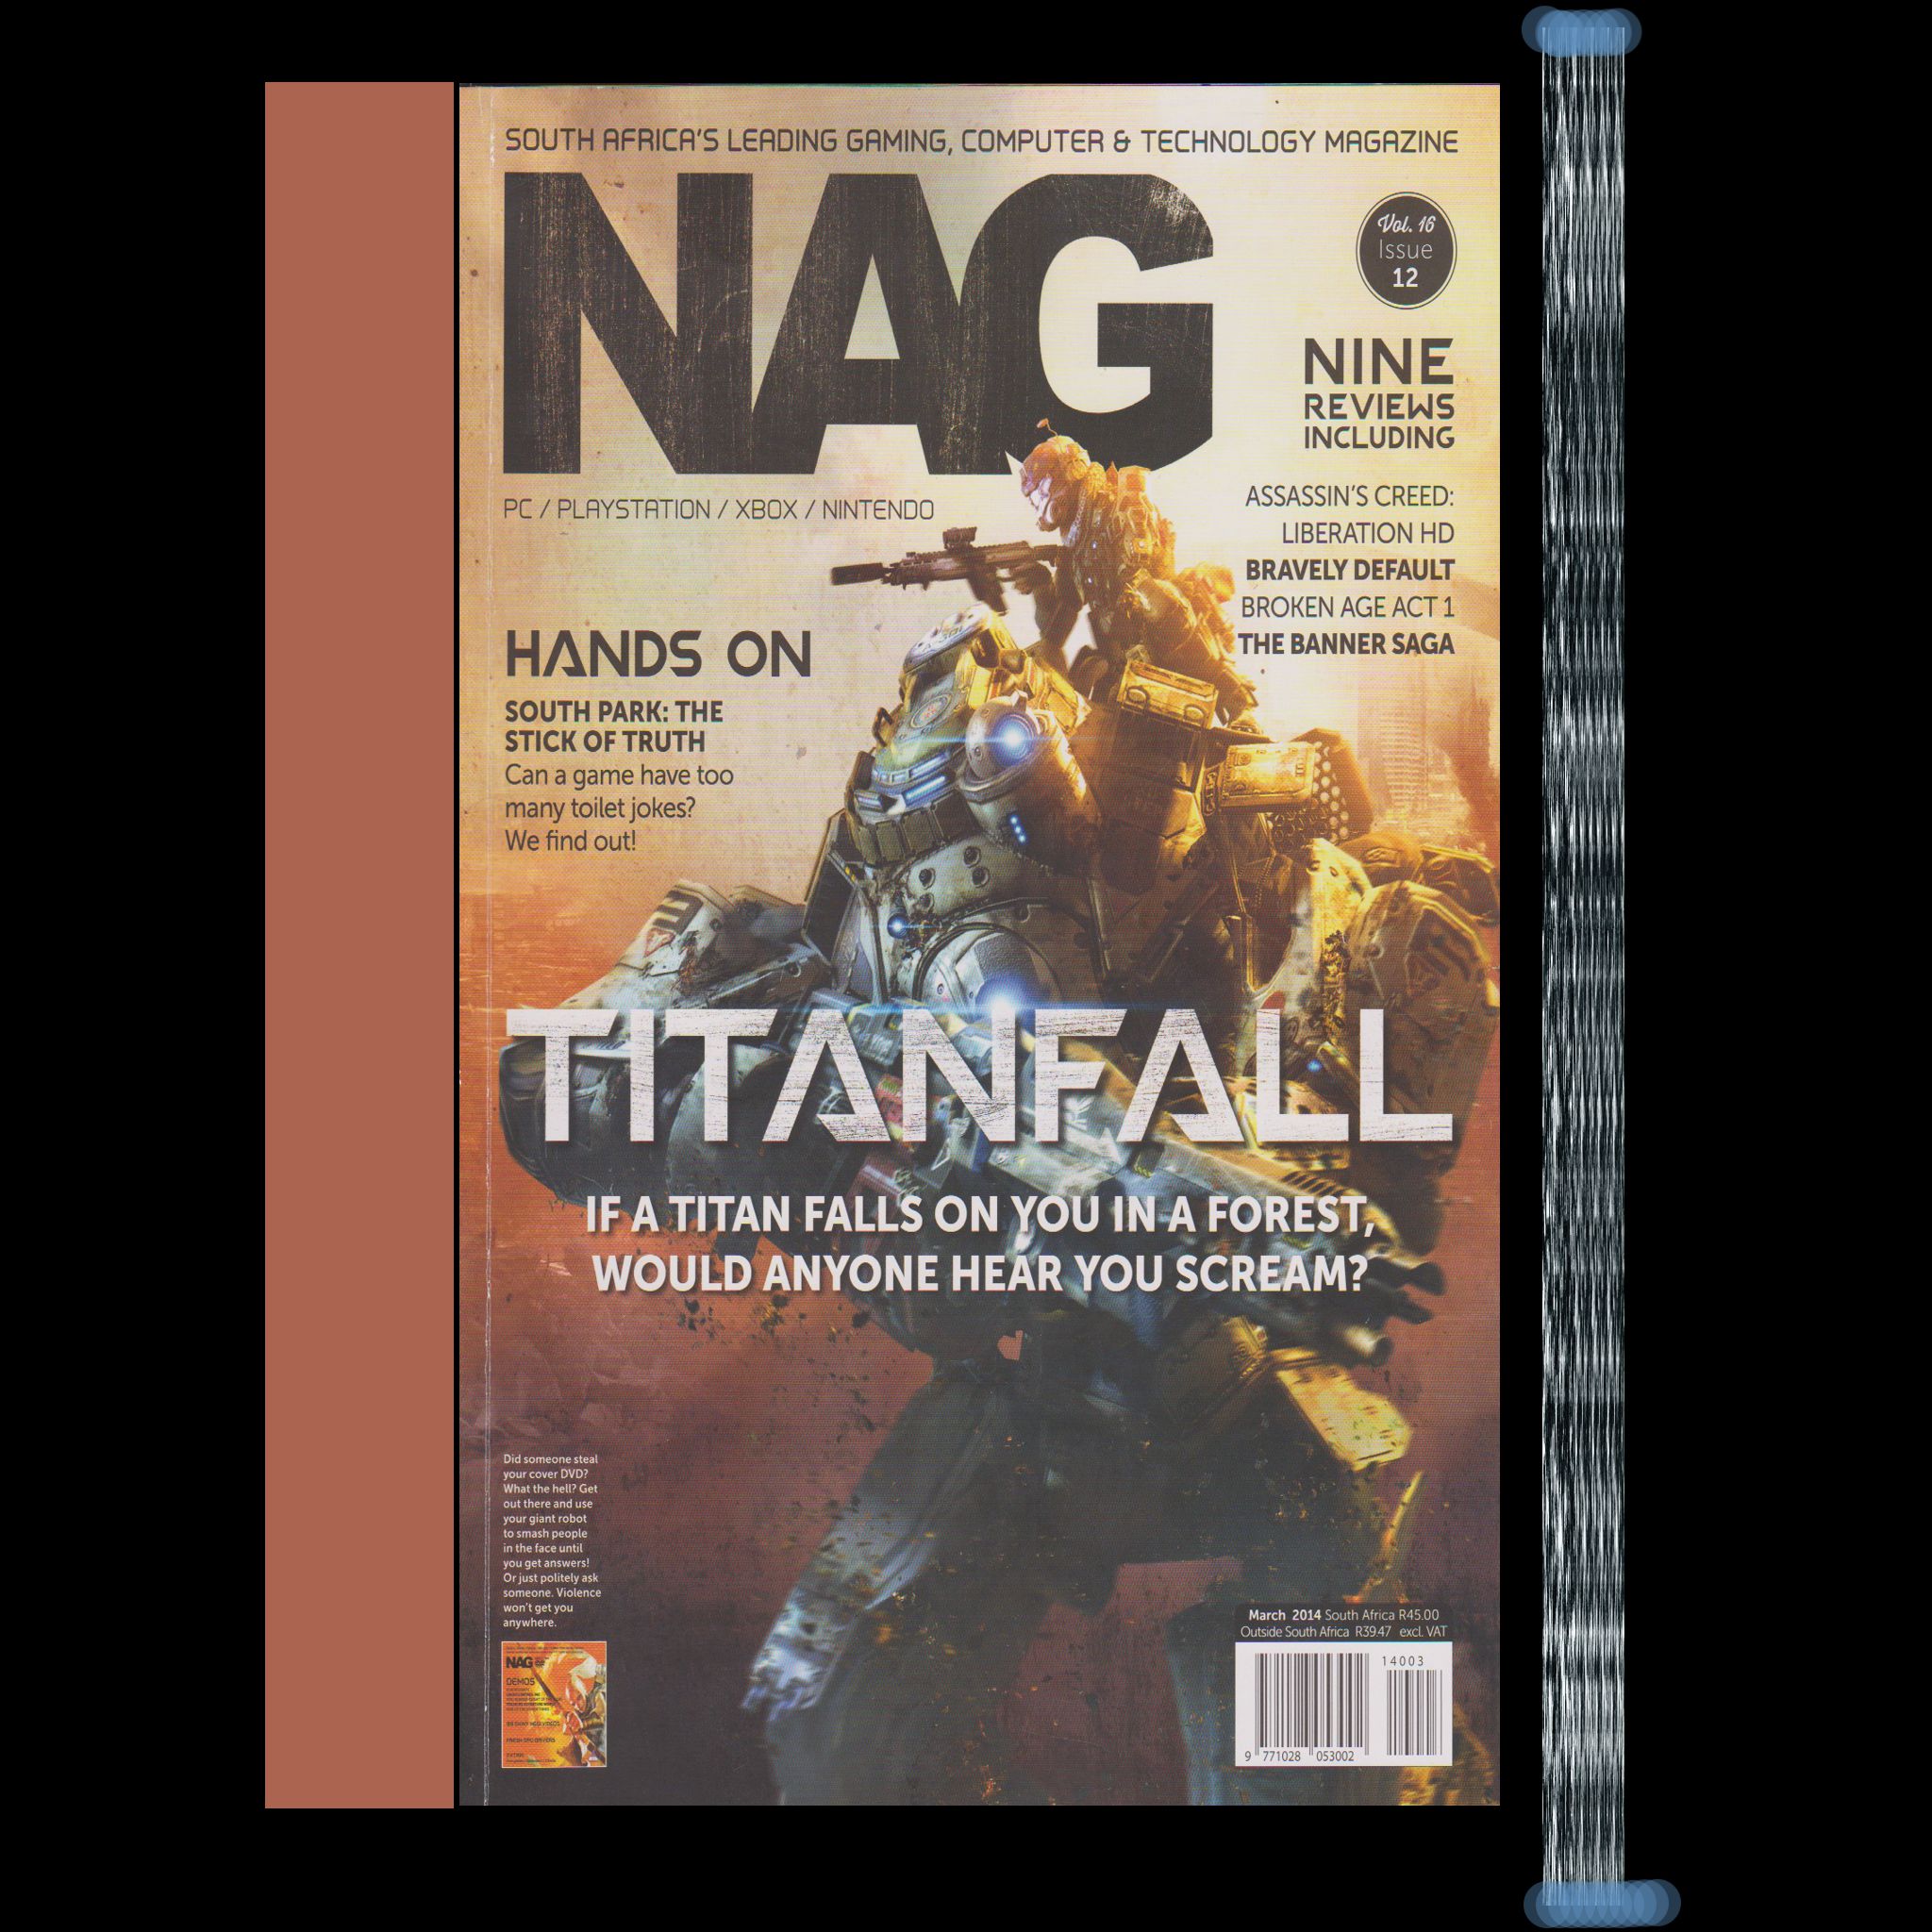 SOUTH AFRICA'S LEADING GAMING, COMPUTER & TECHNOLOGY MAGAZINE
NAG
Vol. 16
Issue
12
PC / PLAYSTATION / XBOX / NINTENDO
NINE
REVIEWS
INCLUDING
ASSASSIN'S CREED:
LIBERATION HD
BRAVELY DEFAULT
BROKEN AGE ACT 1
THE BANNER SAGA
HANDS ON
SOUTH PARK: THE
STICK OF TRUTH
Can a game have too
many toilet jokes?
We find out!
TITANFALL
IF A TITAN FALLS ON YOU IN A FOREST,
WOULD ANYONE HEAR YOU SCREAM?
Did someone steal
your cover DVD?
What the hell? Get
out there and use
your giant robot
to smash people
in the face until
you get answers!
Or just politely ask
someone. Violence
won't get you
anywhere.
NAG
DEMOS
March 2014 South Africa R45.00
Outside South Africa R39.47 excl. VAT
14003
9 771028 053002